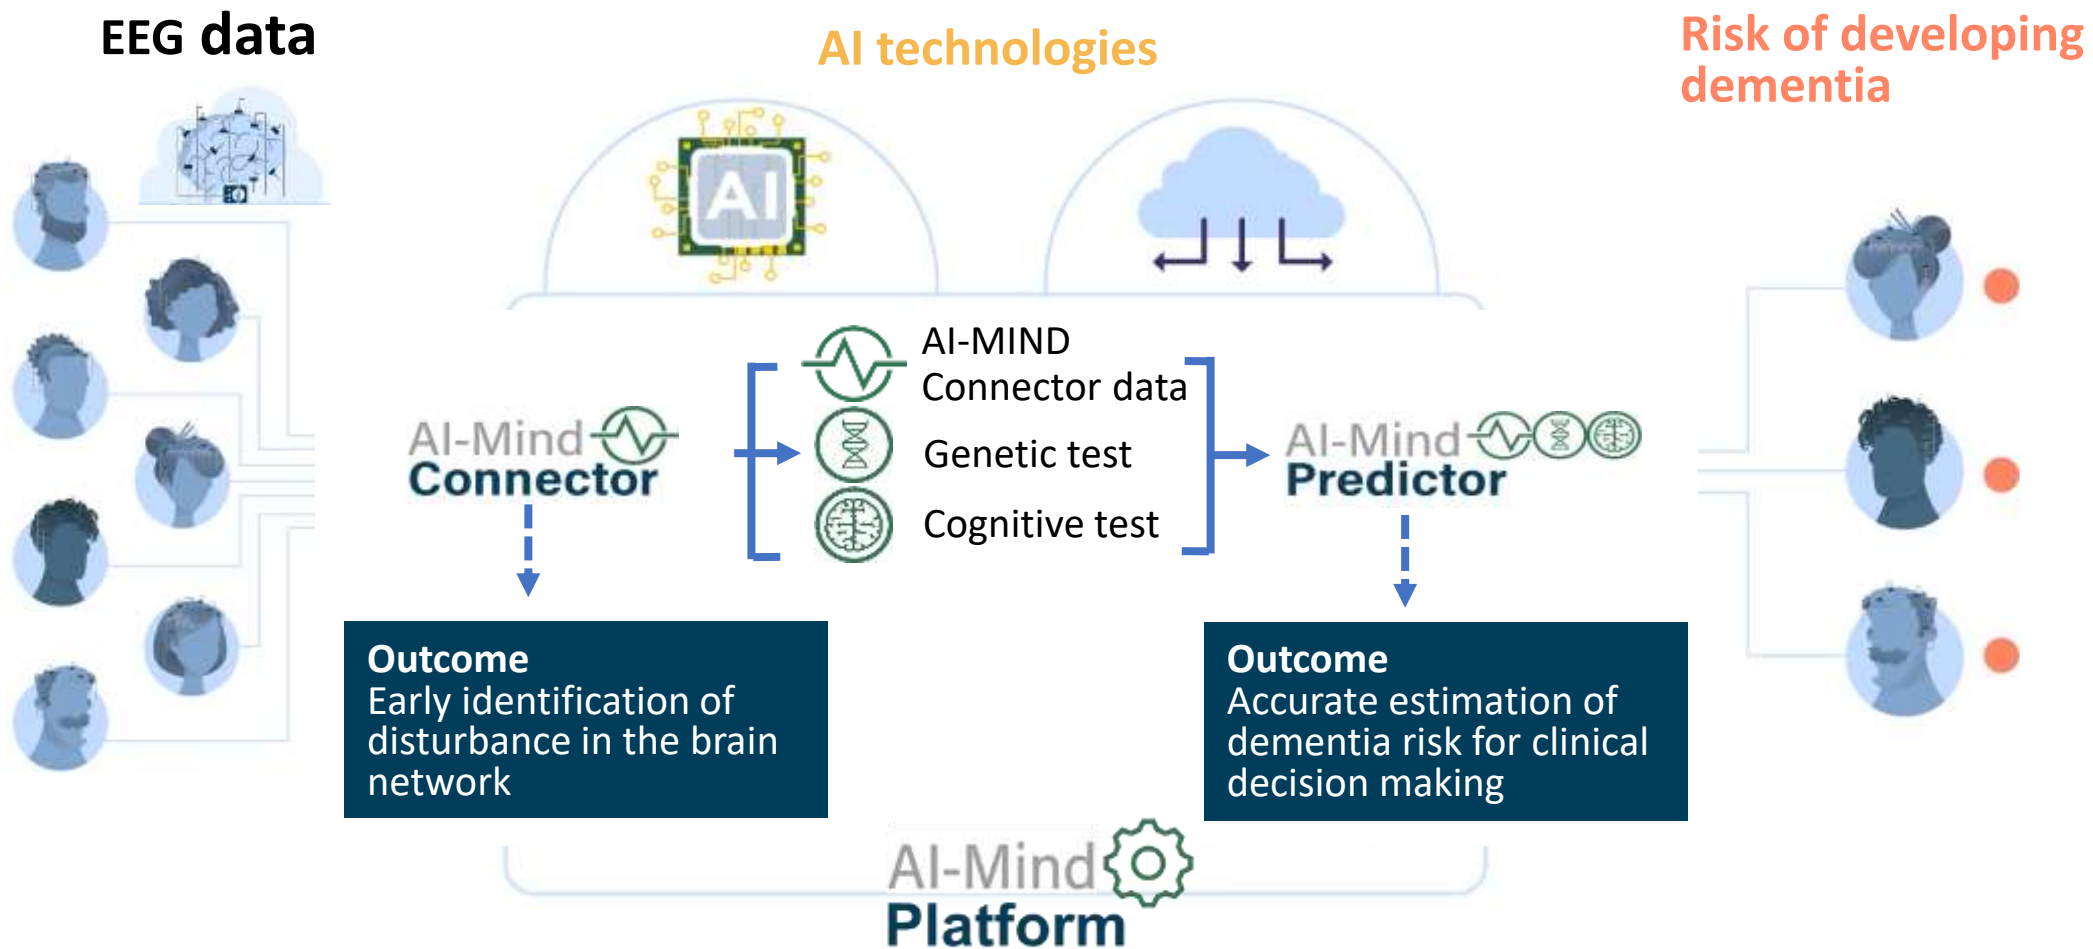 EEG data
AI technologies
Risk of developing
dementia
AI
AI-MIND
Connector data
Genetic test
Cognitive test
AI-Mind
Connector
AI-Mind
Predictor
Outcome
Early identification of
disturbance in the brain
network
Outcome
Accurate estimation of
dementia risk for clinical
decision making
AI-Mind
Platform